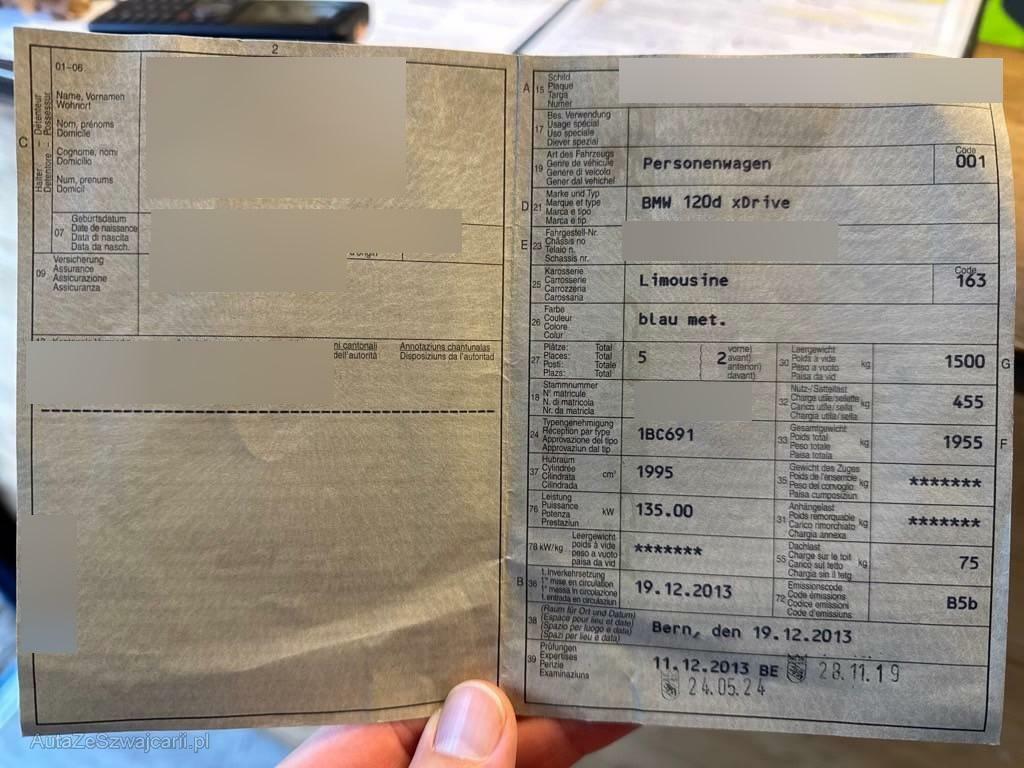 2
01-06
C
Halter - Détenteur
Detentore - Possessur
Name, Vornamen
Wohnort
Nom, prénoms
Domicile
Cognome, nomi
Domicilio
Num, prenums
Domicil
07
Geburtsdatum
Date de naissance
Data di nascita
Data da nasch.
09
Versicherung
Assurance
Assicurazione
Assicuranza
ni cantonali
dell'autorità
Annotaziuns chantunalas
Disposiziuns da l'autoritad
A 15
Schild
Plaque
Targa
Numer
17
Bes. Verwendung
Usage spécial
Uso speciale
Diever spezial
19
Art des Fahrzeugs
Genre de véhicule
Genere di veicolo
Gener dal vehichel
Personenwagen
Code
001
D 21
Marke und Typ
Marque et type
Marca e tipo
Marca e tip
BMW 120d xDrive
E 23
Fahrgestell-Nr.
Châssis no
Telaio n.
Schassis nr.
25
Karosserie
Carrosserie
Carrozzeria
Carossaria
Limousine
Code
163
26
Farbe
Couleur
Colore
Colur
blau met.
27
Plätze: Total
Places: Total
Posti: Totale
Plazs: Total
5
2
vorne)
avant)
anteriori)
davant)
30
Leergewicht
Poids à vide
Peso a vuoto
Paisa da vid
kg
1500
G
18
Stammnummer
N° matricule
N. di matricola
Nr. da matricla
32
Nutz-/Sattellast
Charge utile/sellette
Carico utile/sella
Chargia utila/sella
kg
455
24
Typengenehmigung
Réception par type
Approvazione del tipo
Approvaziun dal tip
1BC691
33
Gesamtgewicht
Poids total
Peso totale
Paisa totala
kg
1955
F
37
Hubraum
Cylindrée
Cilindrata
Cilindrada
cm³
1995
35
Gewicht des Zuges
Poids de l'ensemble
Peso del convoglio
Paisa cumposiziun
kg
*******
76
Leistung
Puissance
Potenza
Prestaziun
kW
135.00
31
Anhängelast
Poids remorquable
Carico rimorchiato
Chargia annexa
kg
*******
78 kW/kg
Leergewicht
poids à vide
peso a vuoto
paisa da vid
*******
55
Dachlast
Charge sur le toit
Carico sul tetto
Chargia sin il tetg
kg
75
B 36
1. Inverkehrsetzung
1re mise en circulation
1a messa in circolazione
1. entrada en circulaziun
19.12.2013
72
Emissionscode
Code émissions
Codice emissioni
Code d'emissiuns
B5b
38
(Raum für Ort und Datum)
(Espace pour lieu et date)
(Spazio per luogo e data)
(Spazi per lieu e data)
Bern, den 19.12.2013
39
Prüfungen
Expertises
Perizie
Examinaziuns
11.12.2013 BE
28.11.19
24.05.24
AutaZeSzwajcarii.pl